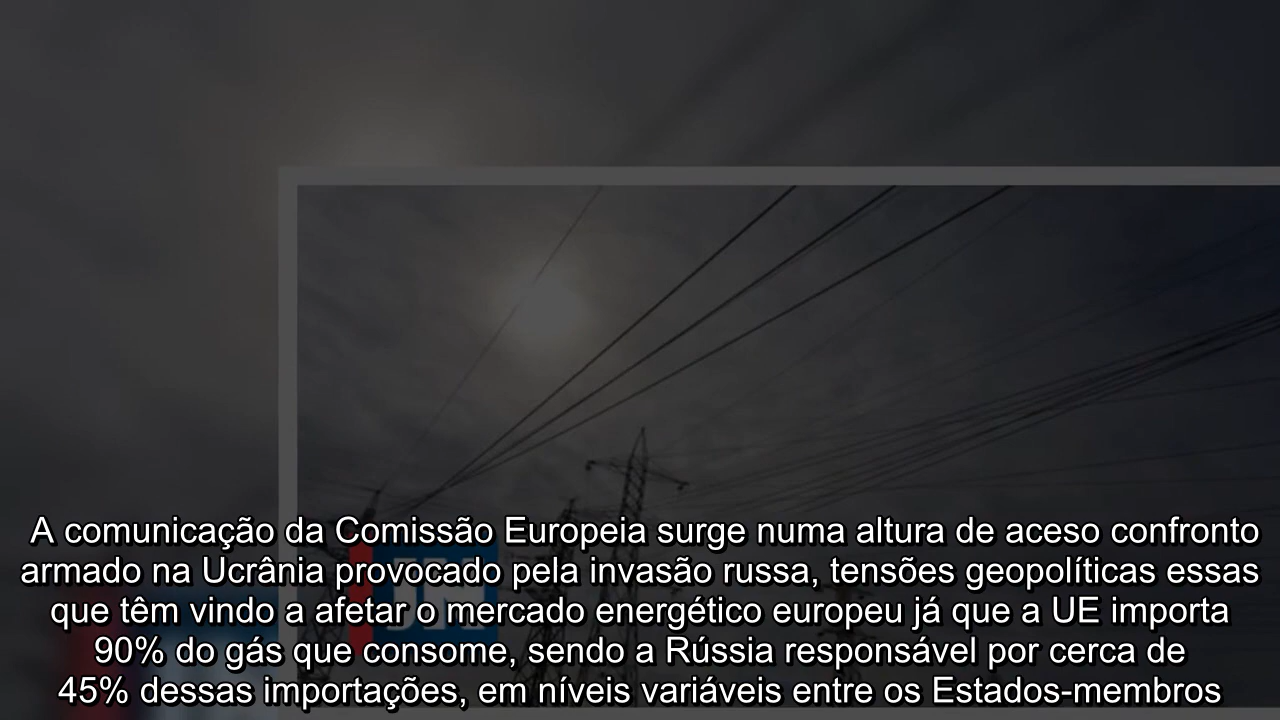 A comunicação da Comissão Europeia surge numa altura de aceso confronto
armado na Ucrânia provocado pela invasão russa, tensões geopolíticas essas
que têm vindo a afetar o mercado energético europeu já que a UE importa
90% do gás que consome, sendo a Rússia responsável por cerca de
45% dessas importações, em níveis variáveis entre os Estados-membros